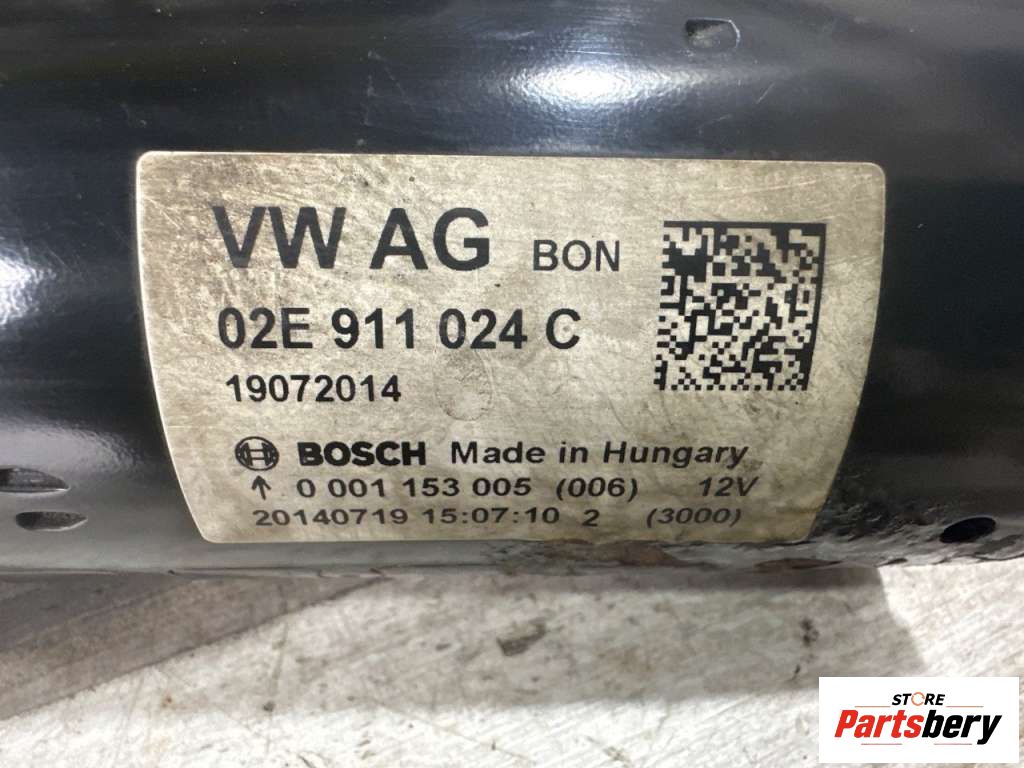 VW AG BON
02E 911 024 C
19072014
BOSCH Made in Hungary
↑ 0 001 153 005 (006) 12V
20140719 15:07:10 2 (3000)
STORE
Partsbery